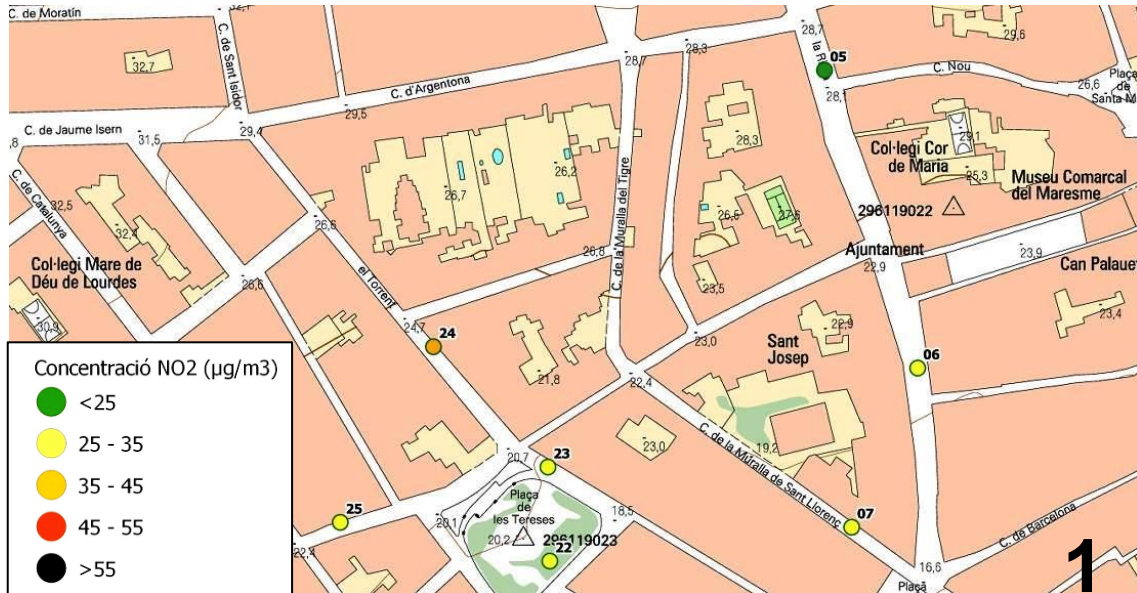 C. de Moratín
C. de Sant Isidor
32,7
28,7
28,3
28,7
la R
05
29,6
C. Nou
28,1
26,6
Plaça
de
Santa M
C. d'Argentona
29,5
C. de Jaume Isern
31,5
29,4
,8
C. de Catalunya
32,5
32,4
Col·legi Mare de
Déu de Lourdes
30,9
26,6
26,6
el Torrent
26,7
26,2
26,8
C. de la Muralla del Tigre
28,3
26,5
27,6
23,5
Col·legi Cor
de Maria
29,1
25,3
Museu Comarcal
del Maresme
296119022
Ajuntament
22,9
23,9
Can Palauet
23,4
24,7
24
21,8
22,4
23,0
Sant
Josep
22,9
06
19,2
23,0
C. de la Muralla de Sant Llorenç
07
C. de Barcelona
16,6
Plaça
20,7
23
Plaça
de
les Tereses
20,1
20,2
296119023
22
18,5
25
22,4
Concentració NO2 (µg/m3)
<25
25 - 35
35 - 45
45 - 55
>55
1